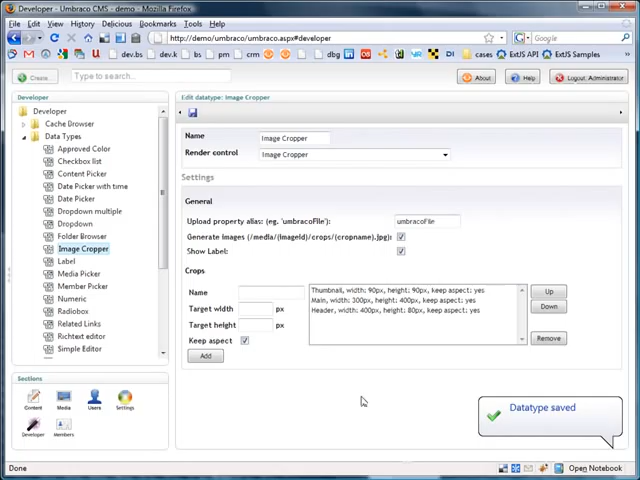 Developer - Umbraco CMS - demo - Mozilla Firefox
File Edit View History Delicious Bookmarks Tools Help
http://demo/umbraco/umbraco.aspx#developer
Google
dev.bs dev.k bs pm crm dbg cases ExtJS API ExtJS Samples
Create... Type to search... About Help Logout: Administrator
Developer
Developer
Cache Browser
Data Types
Approved Color
Checkbox list
Content Picker
Date Picker with time
Date Picker
Dropdown multiple
Dropdown
Folder Browser
Image Cropper
Label
Media Picker
Member Picker
Numeric
Radiobox
Related Links
Richtext editor
Simple Editor
Sections
Content Media Users Settings
Developer Members
Edit datatype: Image Cropper
Name Image Cropper
Render control Image Cropper
Settings
General
Upload property alias: (eg. 'umbracoFile'): umbracoFile
Generate images (/media/(imageid)/crops/(cropname).jpg):
Show Label:
Crops
Name
Target width px
Target height px
Keep aspect
Add
Thumbnail, width: 90px, height: 90px, keep aspect: yes
Main, width: 300px, height: 400px, keep aspect: yes
Header, width: 400px, height: 80px, keep aspect: yes
Up
Down
Remove
Datatype saved
Done Open Notebook